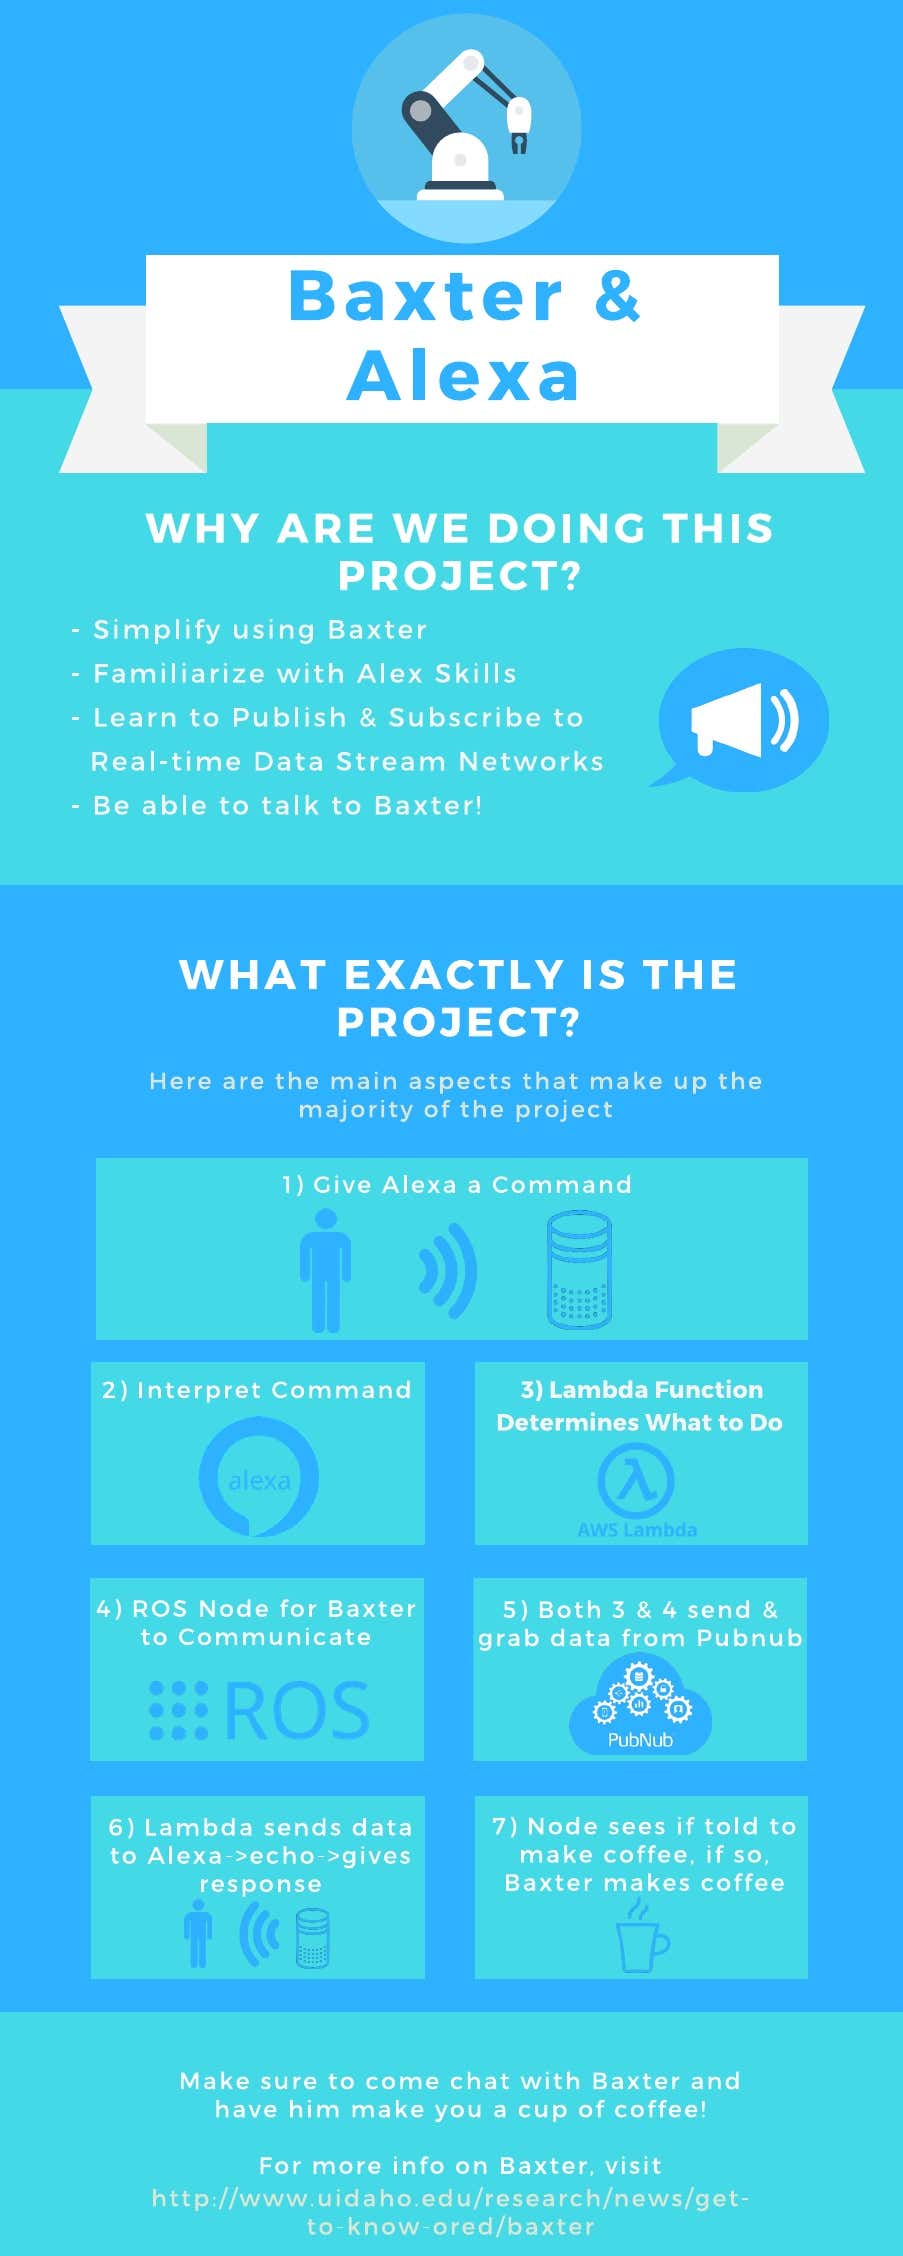 Baxter &
Alexa
WHY ARE WE DOING THIS
PROJECT?
- Simplify using Baxter
- Familiarize with Alex Skills
- Learn to Publish & Subscribe to
Real-time Data Stream Networks
- Be able to talk to Baxter!
WHAT EXACTLY IS THE
PROJECT?
Here are the main aspects that make up the
majority of the project
1) Give Alexa a Command
2) Interpret Command
alexa
3) Lambda Function
Determines What to Do
AWS Lambda
4) ROS Node for Baxter
to Communicate
ROS
5) Both 3 & 4 send &
grab data from Pubnub
PubNub
6) Lambda sends data
to Alexa->echo->gives
response
7) Node sees if told to
make coffee, if so,
Baxter makes coffee
Make sure to come chat with Baxter and
have him make you a cup of coffee!
For more info on Baxter, visit
http://www.uidaho.edu/research/news/get-
to-know-ored/baxter